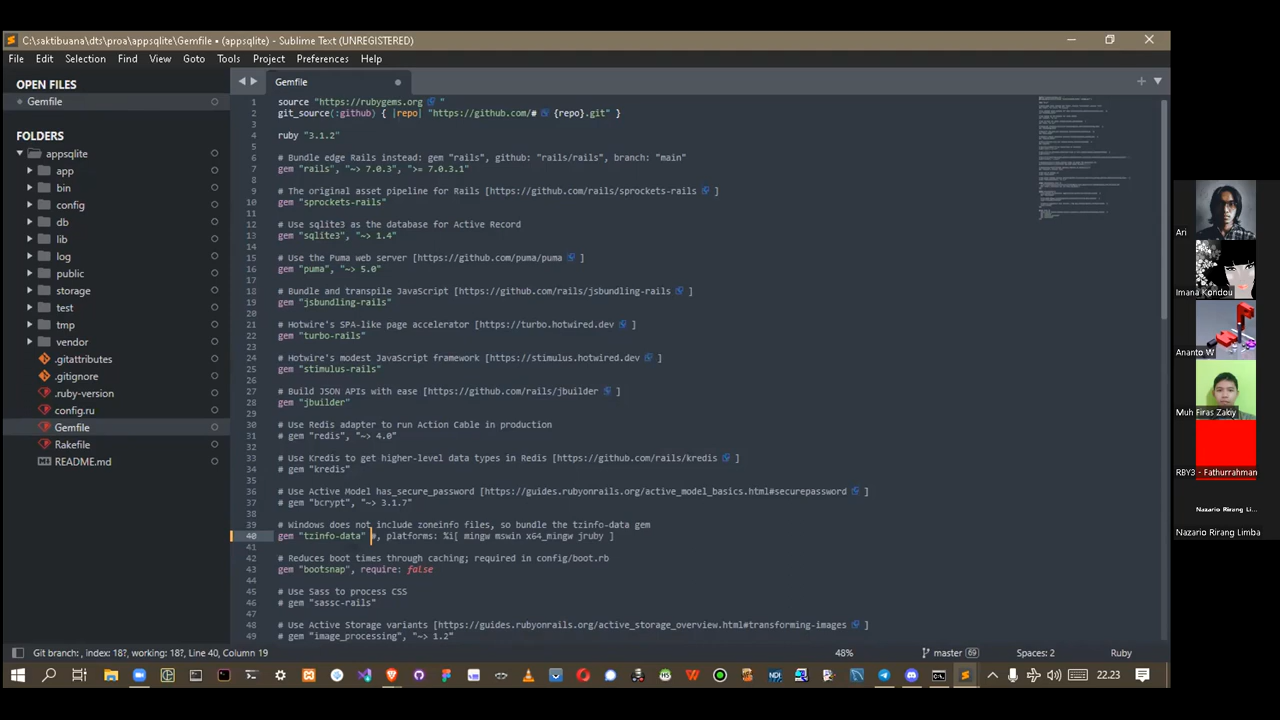 C:\saktibuana\dts\proa\appsqlite\Gemfile • (appsqlite) - Sublime Text (UNREGISTERED)
File Edit Selection Find View Goto Tools Project Preferences Help
OPEN FILES
Gemfile
FOLDERS
appsqlite
app
bin
config
db
lib
log
public
storage
test
tmp
vendor
.gitattributes
.gitignore
.ruby-version
config.ru
Gemfile
Rakefile
README.md
Gemfile
1 source "https://rubygems.org "
2 git_source(:github) { |repo| "https://github.com/# {repo}.git" }
3
4 ruby "3.1.2"
5
6 # Bundle edge Rails instead: gem "rails", github: "rails/rails", branch: "main"
7 gem "rails", "~> 7.0.3", ">= 7.0.3.1"
8
9 # The original asset pipeline for Rails [https://github.com/rails/sprockets-rails ]
10 gem "sprockets-rails"
11
12 # Use sqlite3 as the database for Active Record
13 gem "sqlite3", "~> 1.4"
14
15 # Use the Puma web server [https://github.com/puma/puma ]
16 gem "puma", "~> 5.0"
17
18 # Bundle and transpile JavaScript [https://github.com/rails/jsbundling-rails ]
19 gem "jsbundling-rails"
20
21 # Hotwire's SPA-like page accelerator [https://turbo.hotwired.dev ]
22 gem "turbo-rails"
23
24 # Hotwire's modest JavaScript framework [https://stimulus.hotwired.dev ]
25 gem "stimulus-rails"
26
27 # Build JSON APIs with ease [https://github.com/rails/jbuilder ]
28 gem "jbuilder"
29
30 # Use Redis adapter to run Action Cable in production
31 # gem "redis", "~> 4.0"
32
33 # Use Kredis to get higher-level data types in Redis [https://github.com/rails/kredis ]
34 # gem "kredis"
35
36 # Use Active Model has_secure_password [https://guides.rubyonrails.org/active_model_basics.html#securepassword ]
37 # gem "bcrypt", "~> 3.1.7"
38
39 # Windows does not include zoneinfo files, so bundle the tzinfo-data gem
40 gem "tzinfo-data" #, platforms: %i[ mingw mswin x64_mingw jruby ]
41
42 # Reduces boot times through caching; required in config/boot.rb
43 gem "bootsnap", require: false
44
45 # Use Sass to process CSS
46 # gem "sassc-rails"
47
48 # Use Active Storage variants [https://guides.rubyonrails.org/active_storage_overview.html#transforming-images ]
49 # gem "image_processing", "~> 1.2"
Git branch: , index: 18?, working: 18?, Line 40, Column 19
48%
master 69
Spaces: 2
Ruby
22.23
Ari
Imana Kondou
Ananto W
Muh Firas Zakiy
RBY3 - Fathurrahman
Nazario Rirang Limba
Nazario Rirang Limba